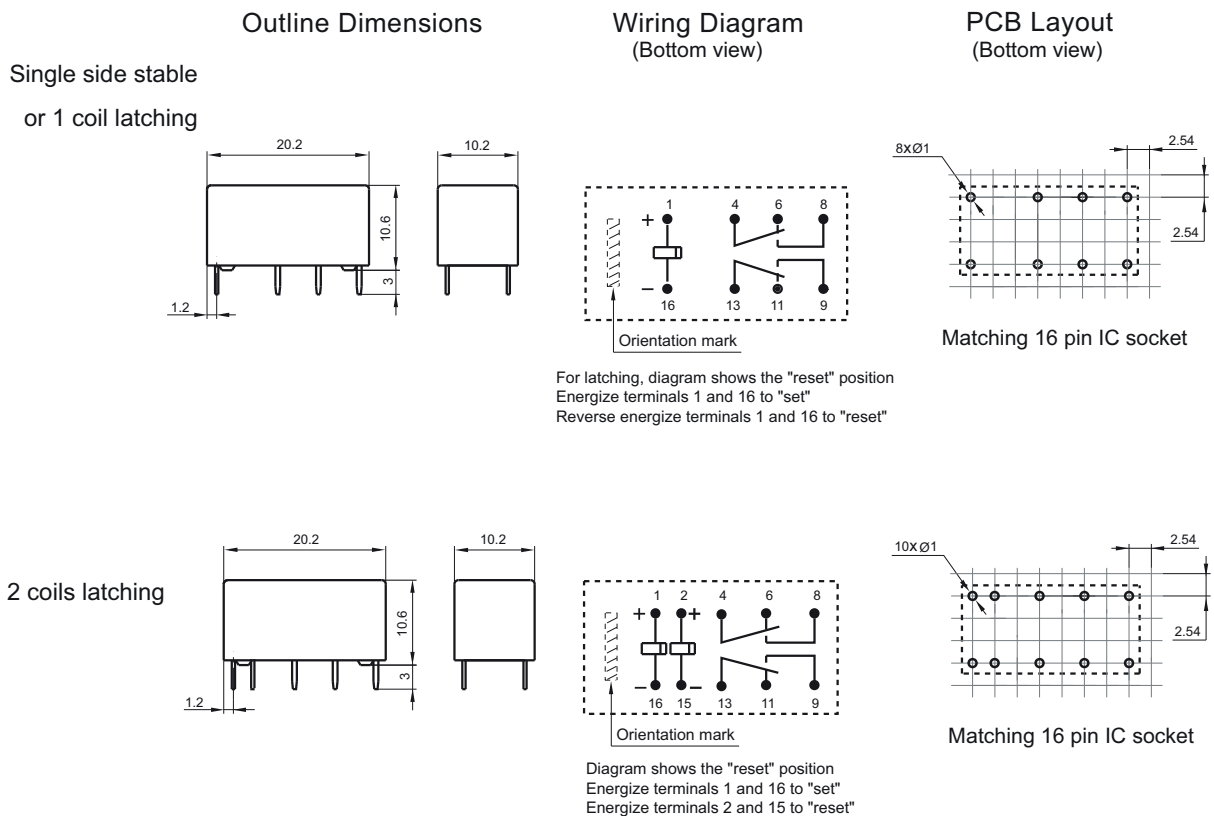 Outline Dimensions
Wiring Diagram
(Bottom view)
PCB Layout
(Bottom view)
Single side stable
or 1 coil latching
20.2
10.2
10.6
3
1.2
1 4 6 8
+
−
16 13 11 9
Orientation mark
For latching, diagram shows the "reset" position
Energize terminals 1 and 16 to "set"
Reverse energize terminals 1 and 16 to "reset"
8xØ1
2.54
2.54
Matching 16 pin IC socket
2 coils latching
20.2
10.2
10.6
3
1.2
1 2 4 6 8
+ +
− −
16 15 13 11 9
Orientation mark
Diagram shows the "reset" position
Energize terminals 1 and 16 to "set"
Energize terminals 2 and 15 to "reset"
10xØ1
2.54
2.54
Matching 16 pin IC socket